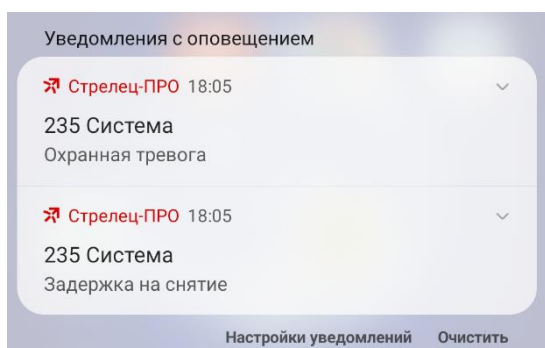 Уведомления с оповещением
Стрелец-ПРО 18:05
235 Система
Охранная тревога
Стрелец-ПРО 18:05
235 Система
Задержка на снятие
Настройки уведомлений Очистить